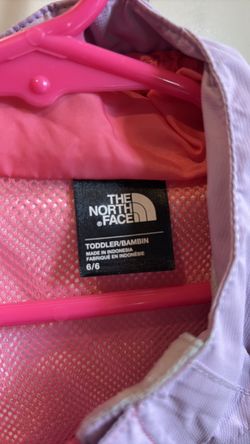 THE
NORTH
FACE
TODDLER/BAMBIN
MADE IN INDONESIA
FABRIQUÉ EN INDONÉSIE
6/6